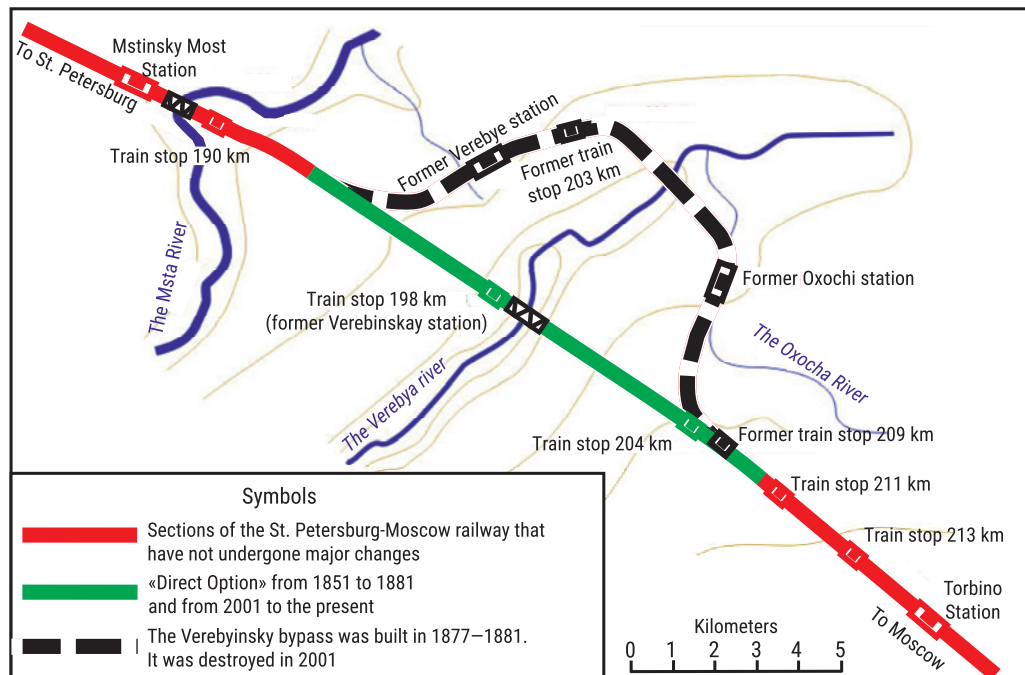 To St. Petersburg
Mstinsky Most
Station
Train stop 190 km
The Msta River
Former Verebye station
Former train
stop 203 km
Former Oxochi station
Train stop 198 km
(former Verebinskay station)
The Oxocha River
The Verebya river
Train stop 204 km
Former train stop 209 km
Train stop 211 km
Train stop 213 km
Torbino
Station
To Moscow
Symbols
Sections of the St. Petersburg-Moscow railway that
have not undergone major changes
«Direct Option» from 1851 to 1881
and from 2001 to the present
The Verebyinsky bypass was built in 1877—1881.
It was destroyed in 2001
Kilometers
0 1 2 3 4 5